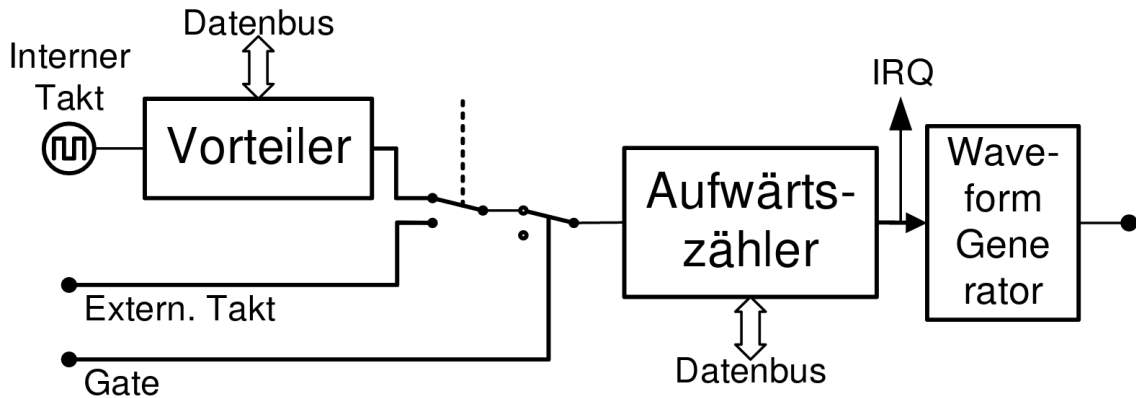 Datenbus
Interner
Takt
Vorteiler
IRQ
Aufwärts-
zähler
Wave-
form
Gene
rator
Extern. Takt
Gate
Datenbus